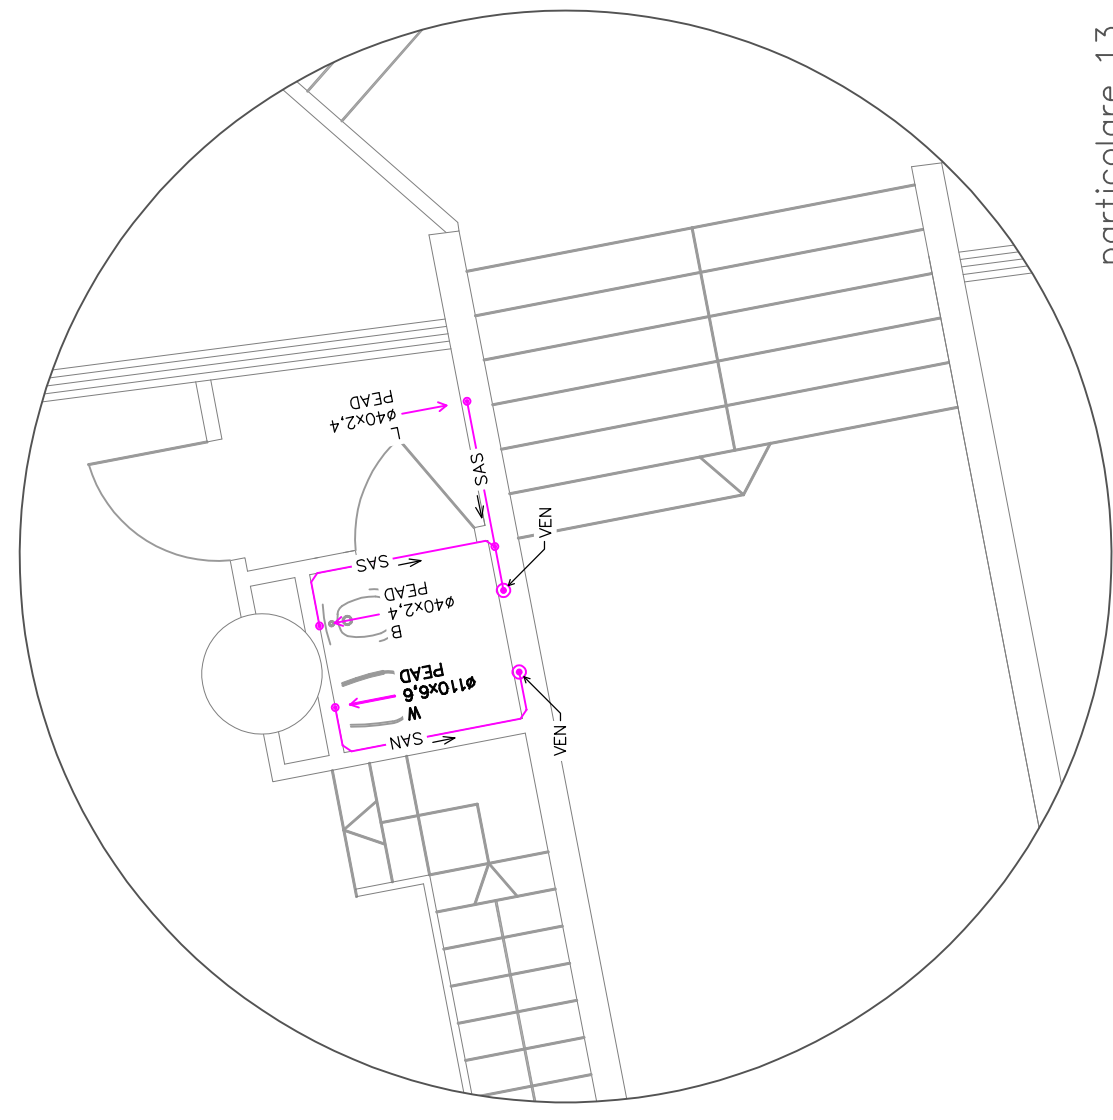 particolare 13
L
ø40x2,4
PEAD
SAS
VEN
SAS
B
ø40x2,4
PEAD
W
ø110x6,6
PEAD
SAN
VEN